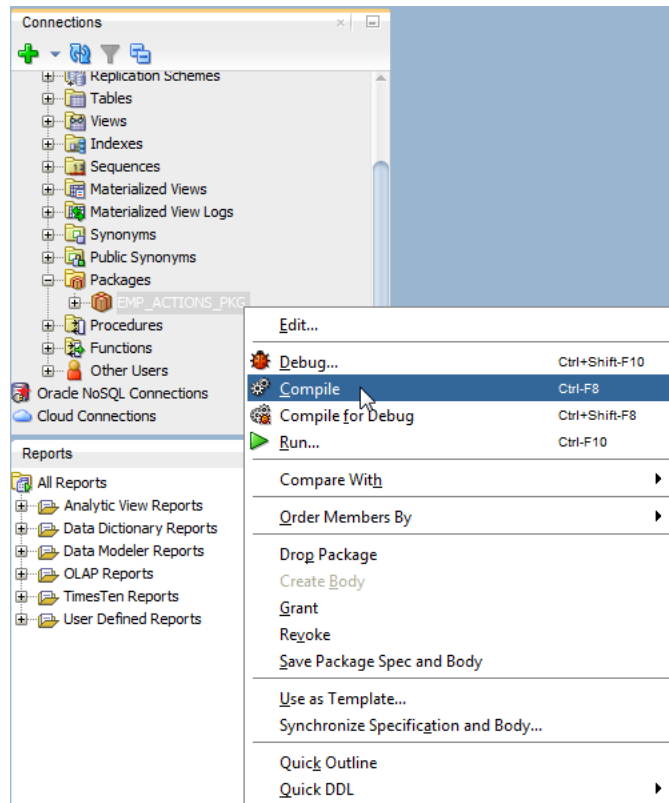 Connections
Replication Schemes
Tables
Views
Indexes
Sequences
Materialized Views
Materialized View Logs
Synonyms
Public Synonyms
Packages
EMP_ACTIONS_PKG
Procedures
Functions
Other Users
Oracle NoSQL Connections
Cloud Connections
Reports
All Reports
Analytic View Reports
Data Dictionary Reports
Data Modeler Reports
OLAP Reports
TimesTen Reports
User Defined Reports
Edit...
Debug... Ctrl+Shift-F10
Compile Ctrl-F8
Compile for Debug Ctrl+Shift-F8
Run... Ctrl-F10
Compare With
Order Members By
Drop Package
Create Body
Grant
Revoke
Save Package Spec and Body
Use as Template...
Synchronize Specification and Body...
Quick Outline
Quick DDL